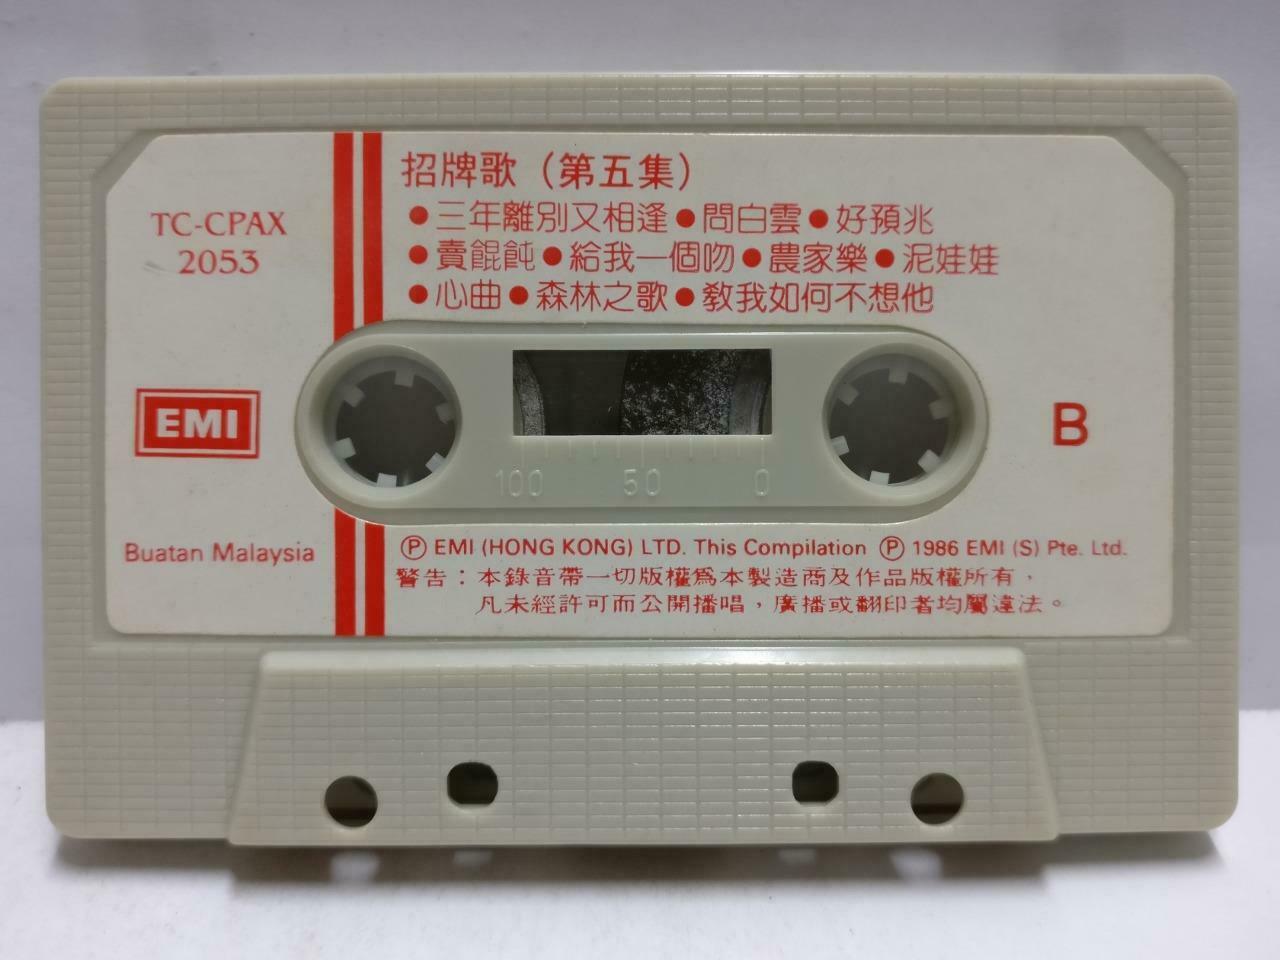 招牌歌（第五集）
●三年離別又相逢●問白雲●好預兆
●賣餛飩●給我一個吻●農家樂●泥娃娃
●心曲●森林之歌●教我如何不想他
TC-CPAX
2053
EMI
B
100 50 0
Buatan Malaysia
Ⓟ EMI (HONG KONG) LTD. This Compilation Ⓟ 1986 EMI (S) Pte. Ltd.
警告：本錄音帶一切版權爲本製造商及作品版權所有，
凡未經許可而公開播唱，廣播或翻印者均屬違法。